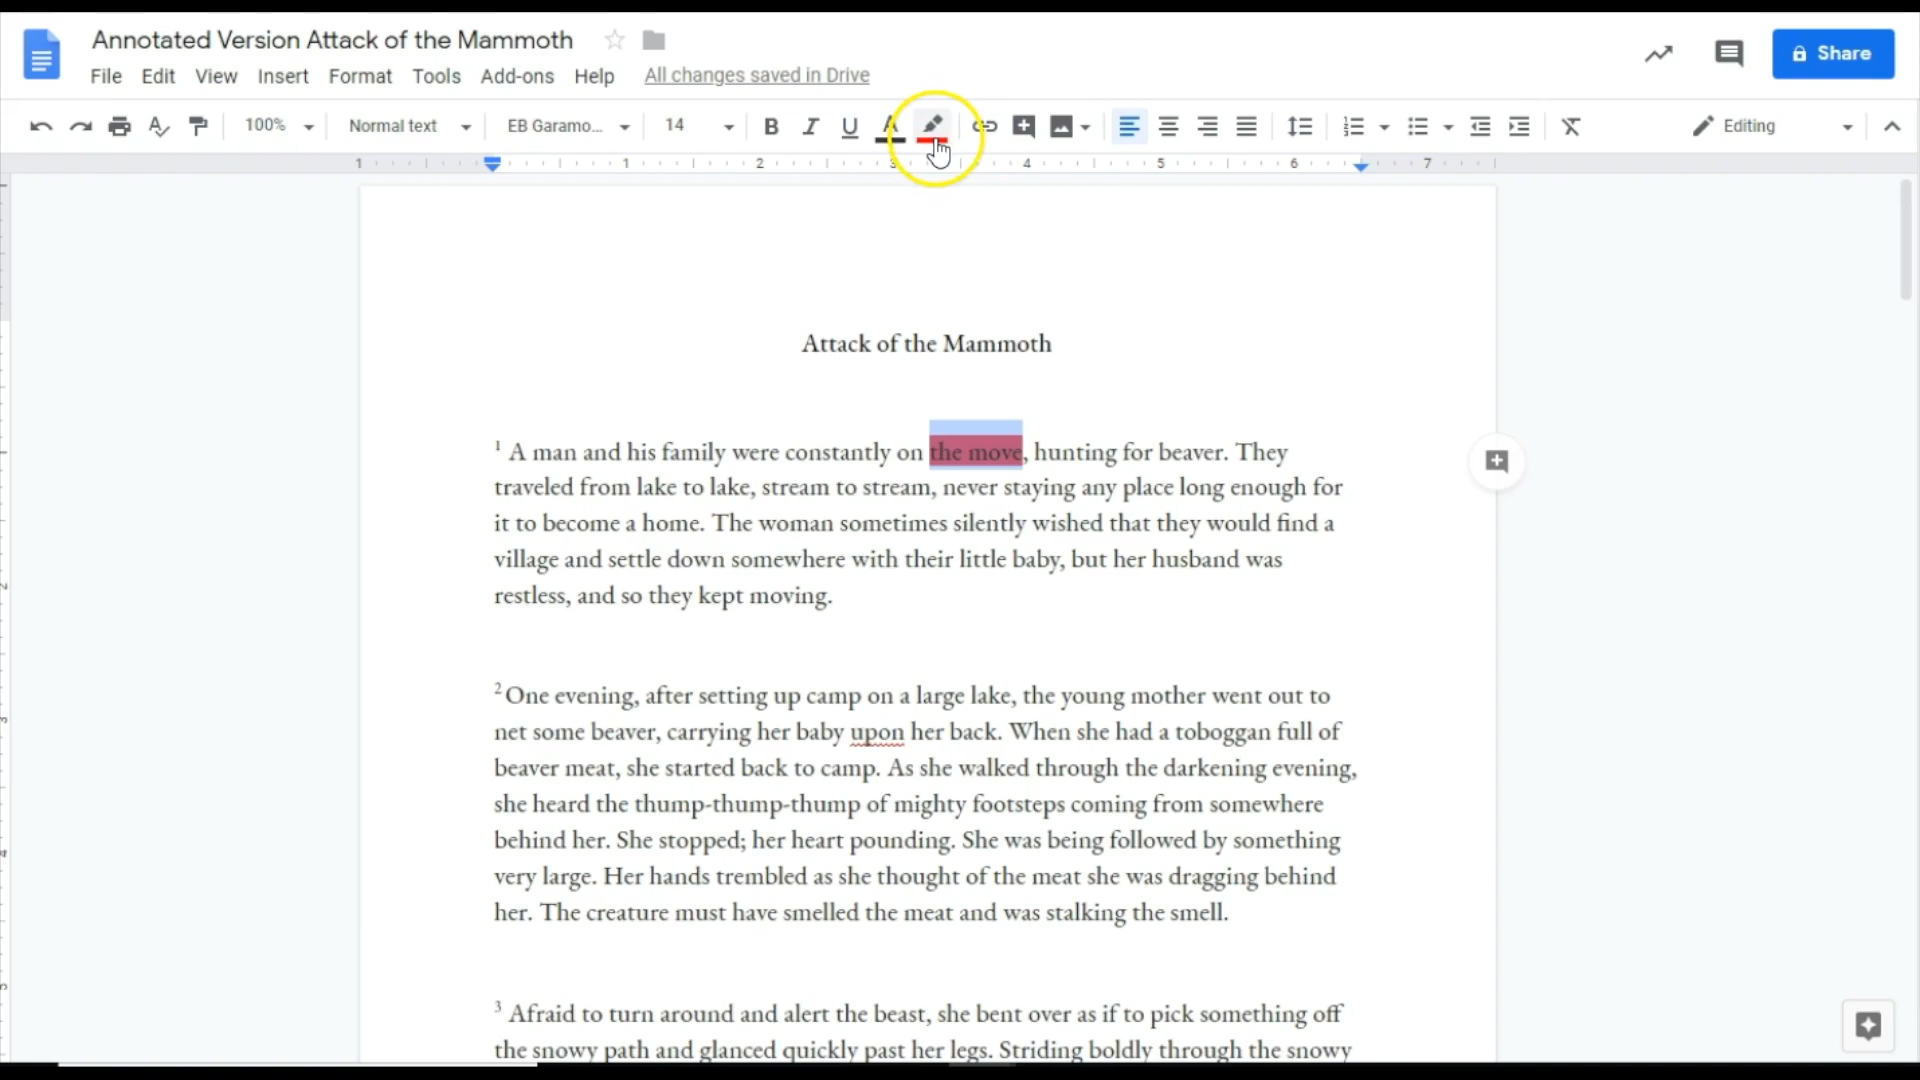 Annotated Version Attack of the Mammoth
File Edit View Insert Format Tools Add-ons Help All changes saved in Drive
Share
100% Normal text EB Garamo... 14 B I U A Editing
1 1 2 3 4 5 6 7
Attack of the Mammoth
1 A man and his family were constantly on the move, hunting for beaver. They
traveled from lake to lake, stream to stream, never staying any place long enough for
it to become a home. The woman sometimes silently wished that they would find a
village and settle down somewhere with their little baby, but her husband was
restless, and so they kept moving.
2 One evening, after setting up camp on a large lake, the young mother went out to
net some beaver, carrying her baby upon her back. When she had a toboggan full of
beaver meat, she started back to camp. As she walked through the darkening evening,
she heard the thump-thump-thump of mighty footsteps coming from somewhere
behind her. She stopped; her heart pounding. She was being followed by something
very large. Her hands trembled as she thought of the meat she was dragging behind
her. The creature must have smelled the meat and was stalking the smell.
3 Afraid to turn around and alert the beast, she bent over as if to pick something off
the snowy path and glanced quickly past her legs. Striding boldly through the snowy